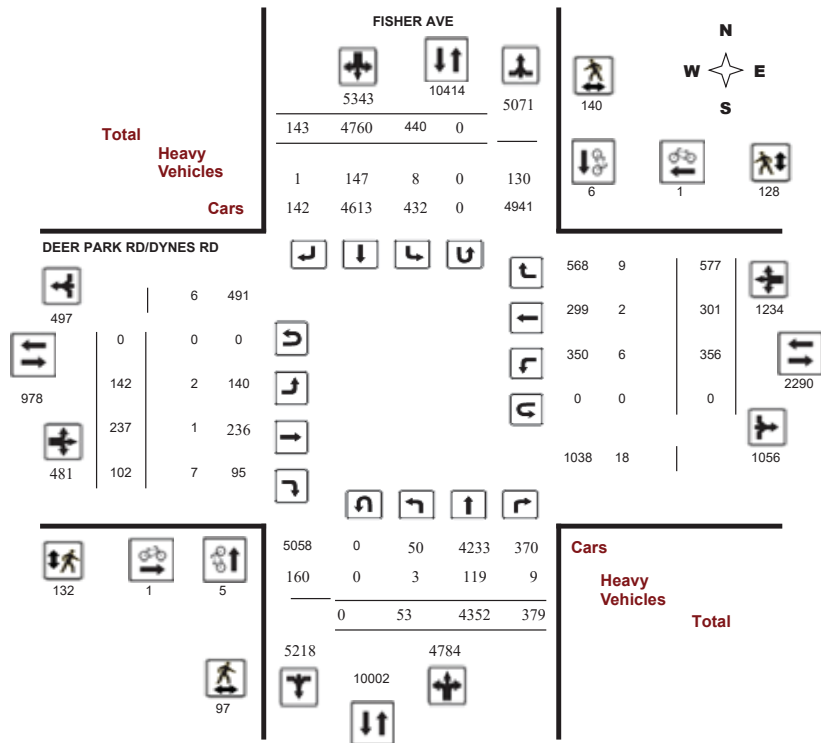 FISHER AVE
N
W E
S
5343
10414
5071
140
Total
143 4760 440 0
Heavy
Vehicles
1 147 8 0 130
6 1 128
Cars
142 4613 432 0 4941
DEER PARK RD/DYNES RD
568 9 577
6 491
497
299 2 301
1234
0 0 0
350 6 356
978
142 2 140
2290
0 0 0
237 1 236
481
102 7 95
1038 18
1056
5058 0 50 4233 370
Cars
160 0 3 119 9
Heavy
Vehicles
132 1 5
0 53 4352 379
Total
5218
4784
10002
97